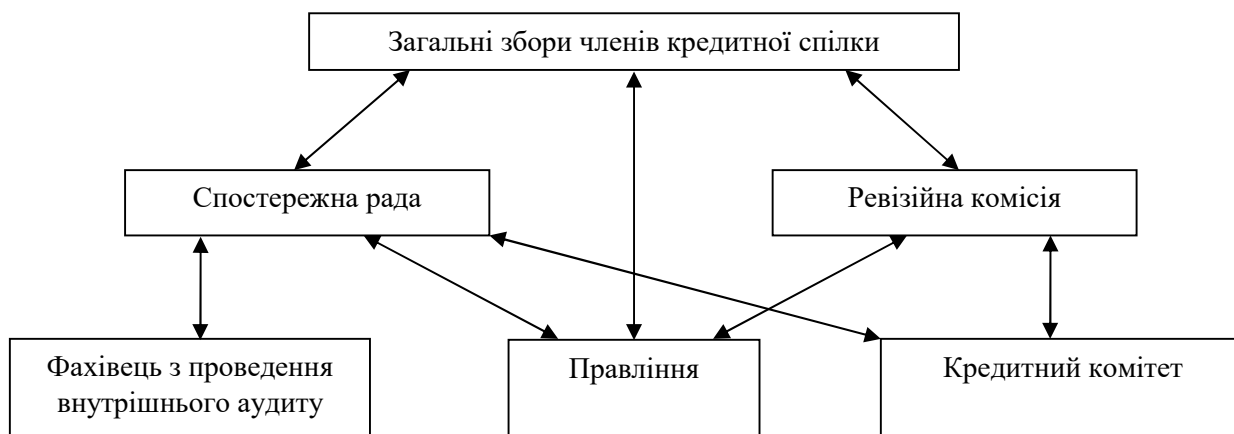 Загальні збори членів кредитної спілки
Спостережна рада
Ревізійна комісія
Фахівець з проведення
внутрішнього аудиту
Правління
Кредитний комітет